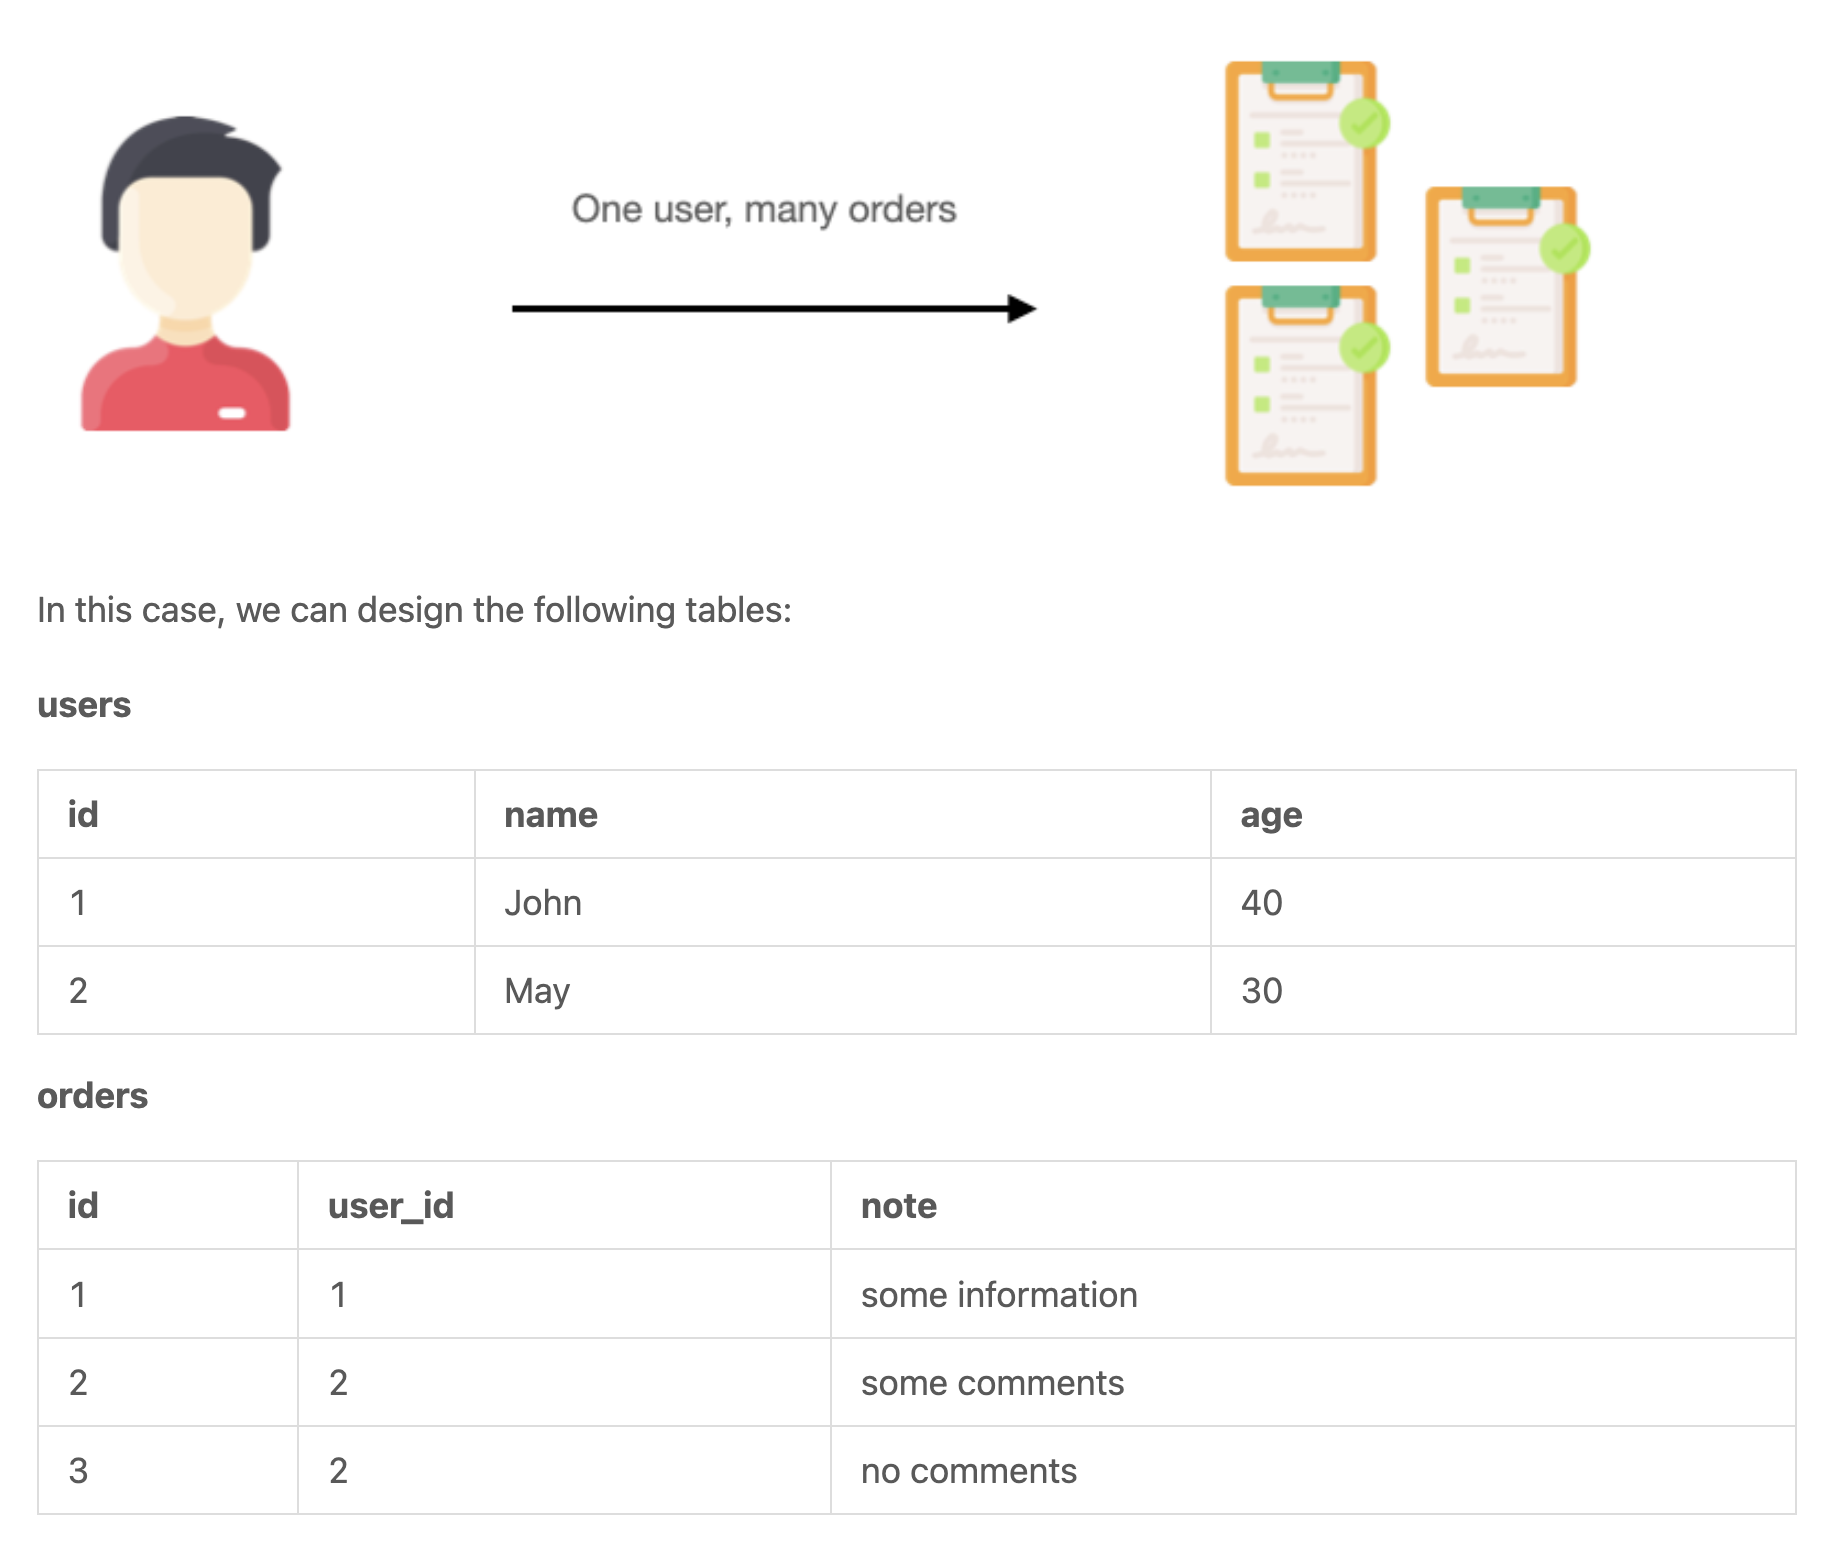 One user, many orders
In this case, we can design the following tables:
users
id name age
1 John 40
2 May 30
orders
id user_id note
1 1 some information
2 2 some comments
3 2 no comments